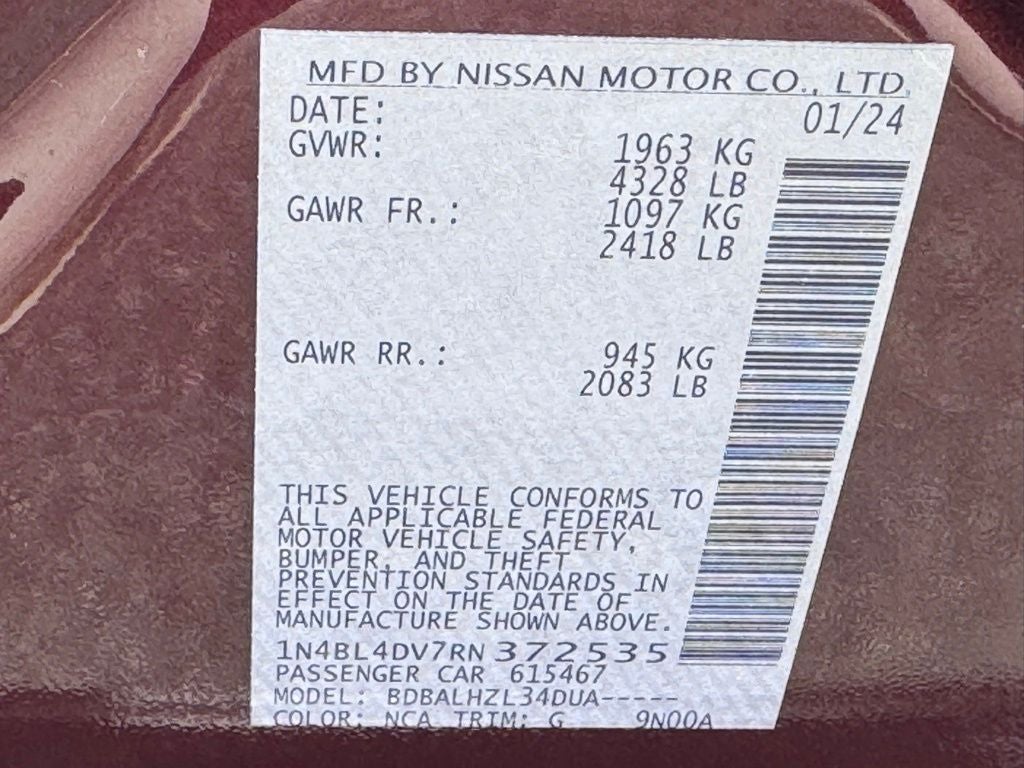 MFD BY NISSAN MOTOR CO., LTD.
DATE: 01/24
GVWR: 1963 KG
4328 LB
GAWR FR.: 1097 KG
2418 LB
GAWR RR.: 945 KG
2083 LB
THIS VEHICLE CONFORMS TO
ALL APPLICABLE FEDERAL
MOTOR VEHICLE SAFETY,
BUMPER, AND THEFT
PREVENTION STANDARDS IN
EFFECT ON THE DATE OF
MANUFACTURE SHOWN ABOVE.
1N4BL4DV7RN372535
PASSENGER CAR 615467
MODEL: BDBALHZL34DUA-----
COLOR: NCA TRIM: G 9N00A